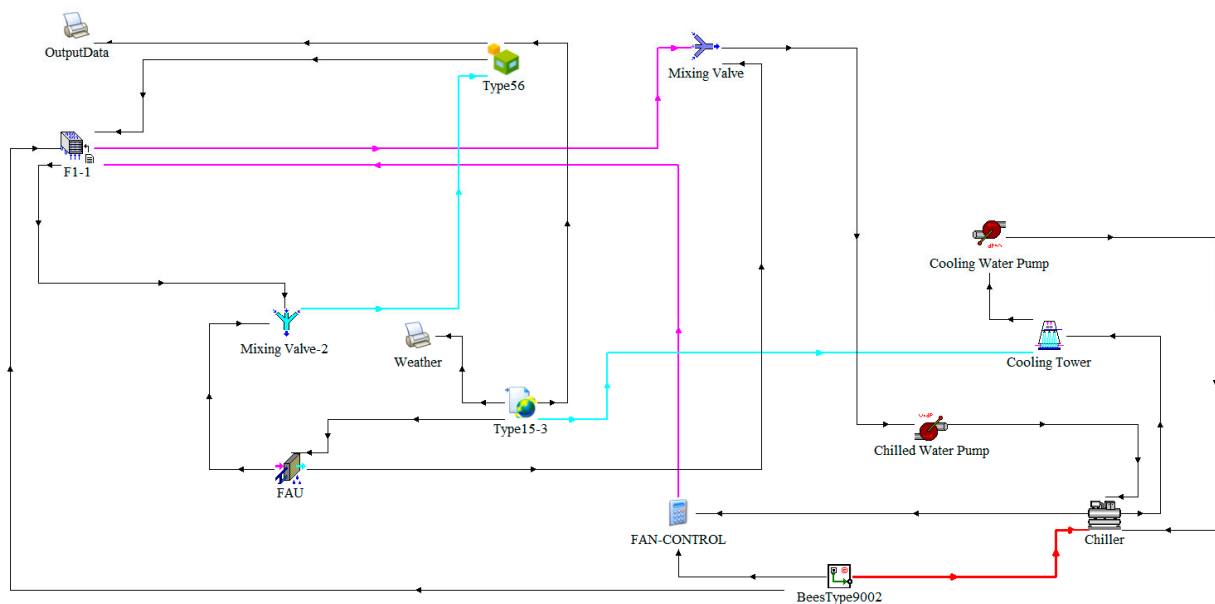 OutputData
Type56
Mixing Valve
F1-1
Cooling Water Pump
Mixing Valve-2
Weather
Cooling Tower
Type15-3
Chilled Water Pump
FAU
FAN-CONTROL
Chiller
BeesType9002